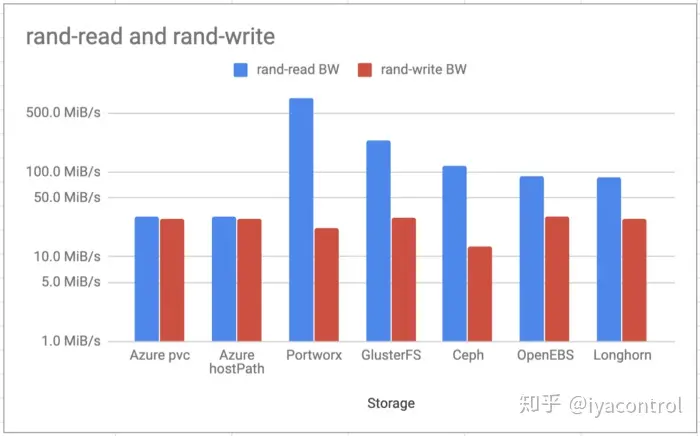 rand-read and rand-write
rand-read BW rand-write BW
500.0 MiB/s
100.0 MiB/s
50.0 MiB/s
10.0 MiB/s
5.0 MiB/s
1.0 MiB/s
Azure pvc Azure hostPath Portworx GlusterFS Ceph OpenEBS Longhorn
Storage
知乎 @iyacontrol